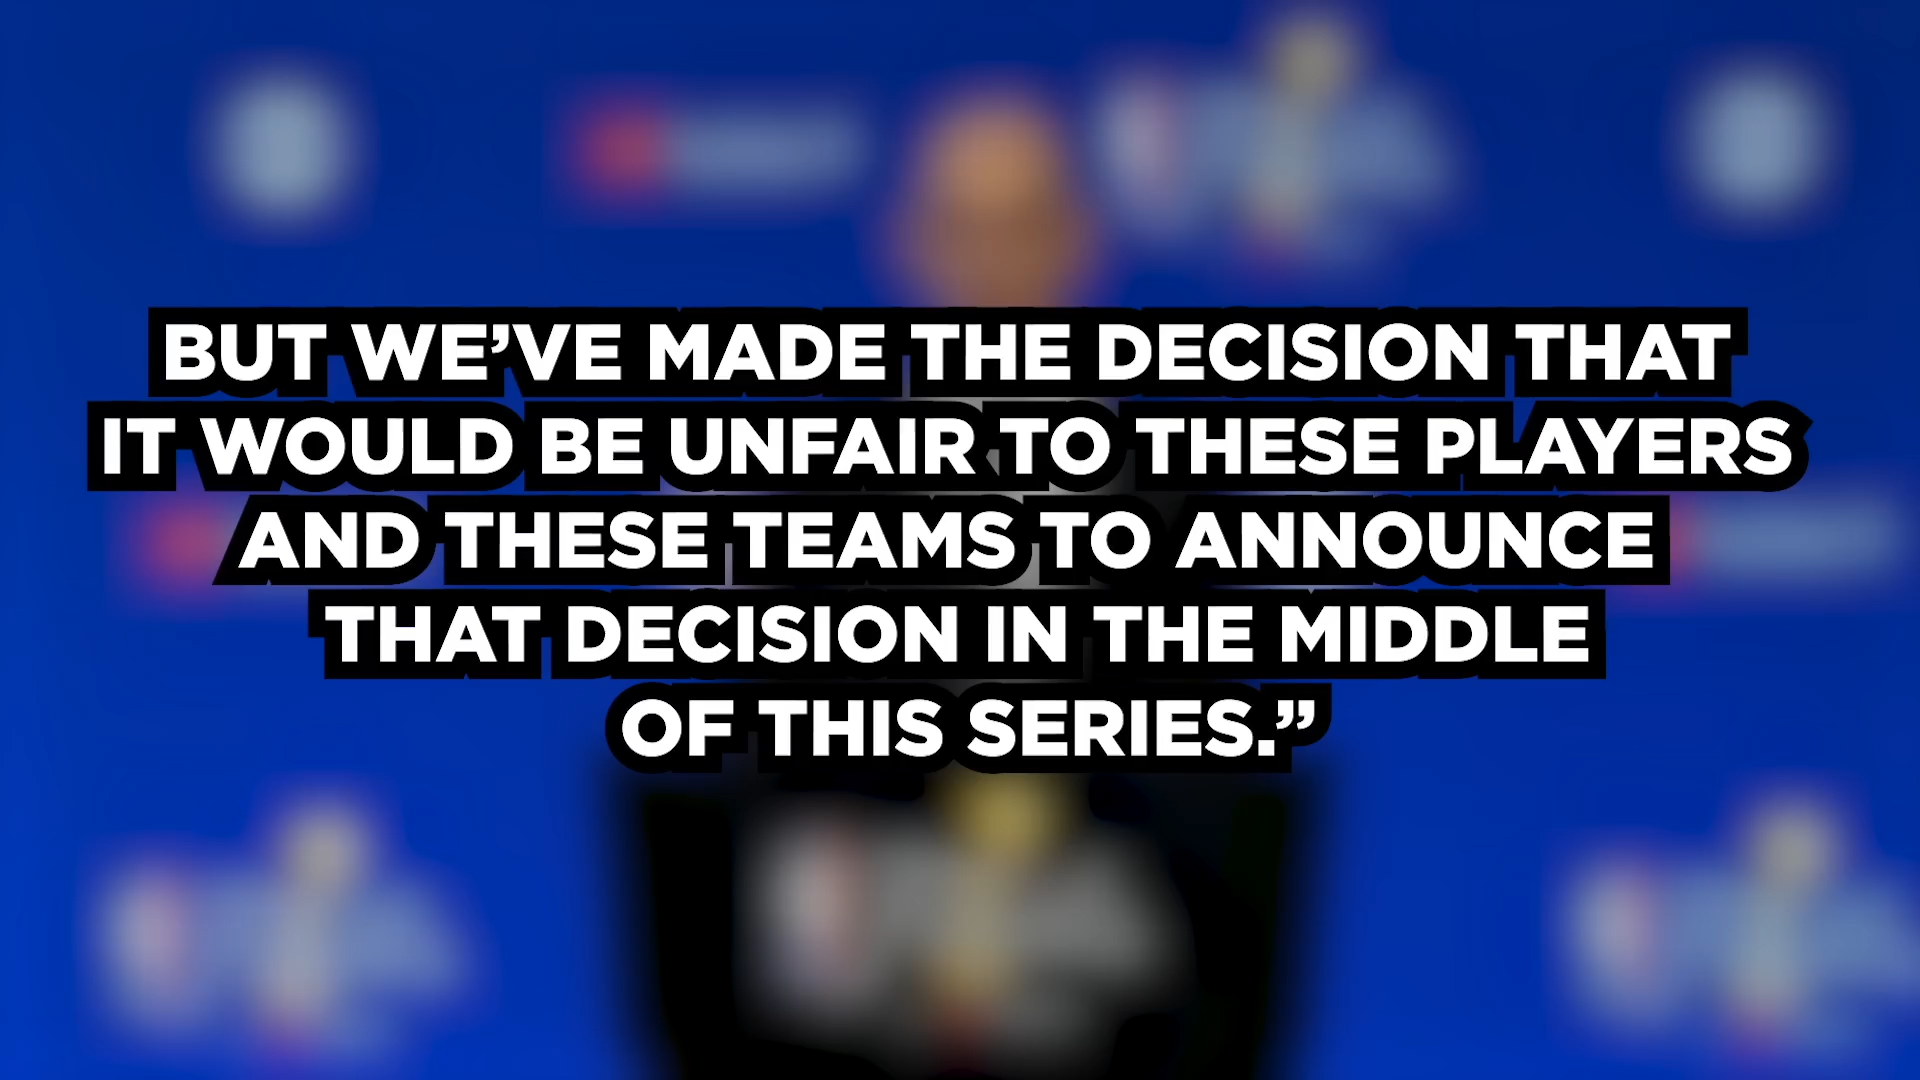 BUT WE’VE MADE THE DECISION THAT
IT WOULD BE UNFAIR TO THESE PLAYERS
AND THESE TEAMS TO ANNOUNCE
THAT DECISION IN THE MIDDLE
OF THIS SERIES.”